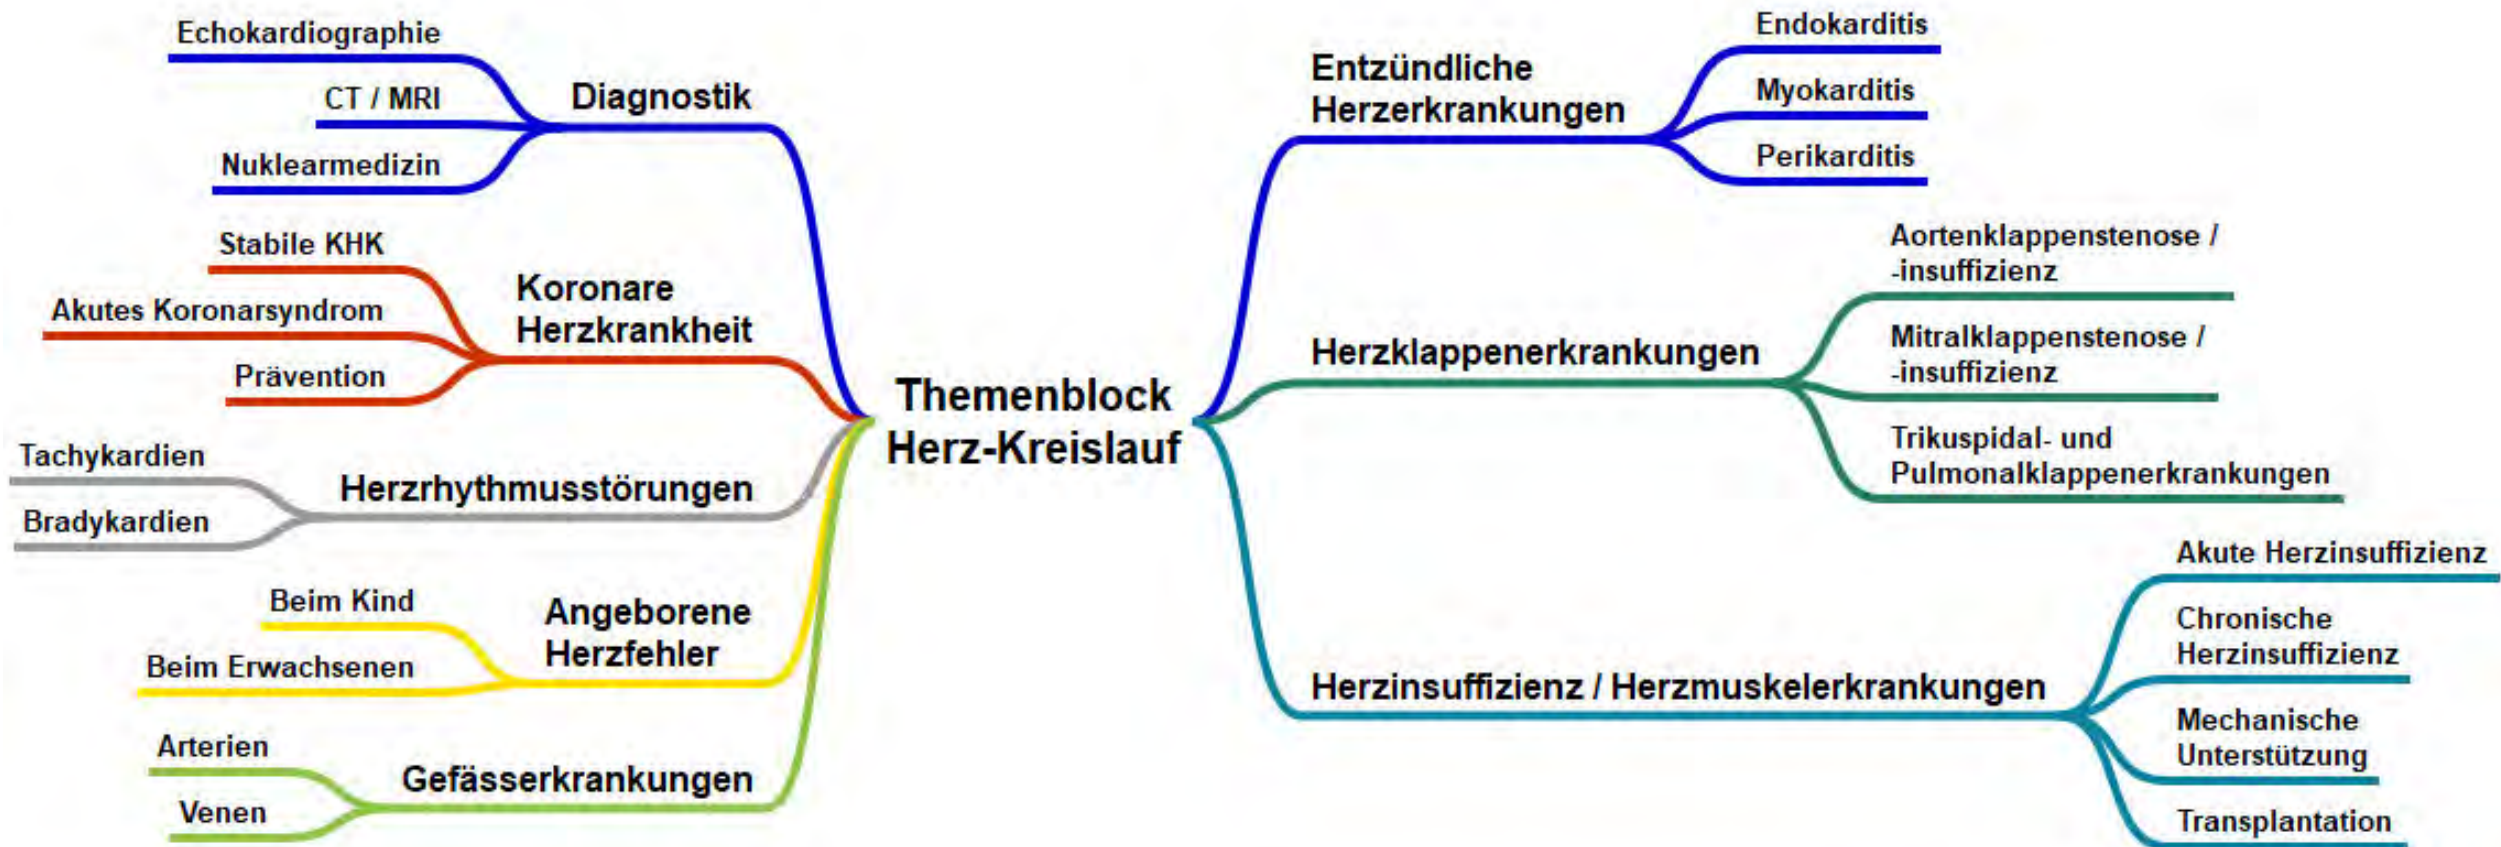 Themenblock
Herz-Kreislauf
Diagnostik
Echokardiographie
CT / MRI
Nuklearmedizin
Koronare
Herzkrankheit
Stabile KHK
Akutes Koronarsyndrom
Prävention
Herzrhythmusstörungen
Tachykardien
Bradykardien
Angeborene
Herzfehler
Beim Kind
Beim Erwachsenen
Gefässerkrankungen
Arterien
Venen
Entzündliche
Herzerkrankungen
Endokarditis
Myokarditis
Perikarditis
Herzklappenerkrankungen
Aortenklappenstenose /
-insuffizienz
Mitralklappenstenose /
-insuffizienz
Trikuspidal- und
Pulmonalklappenerkrankungen
Herzinsuffizienz / Herzmuskelerkrankungen
Akute Herzinsuffizienz
Chronische
Herzinsuffizienz
Mechanische
Unterstützung
Transplantation